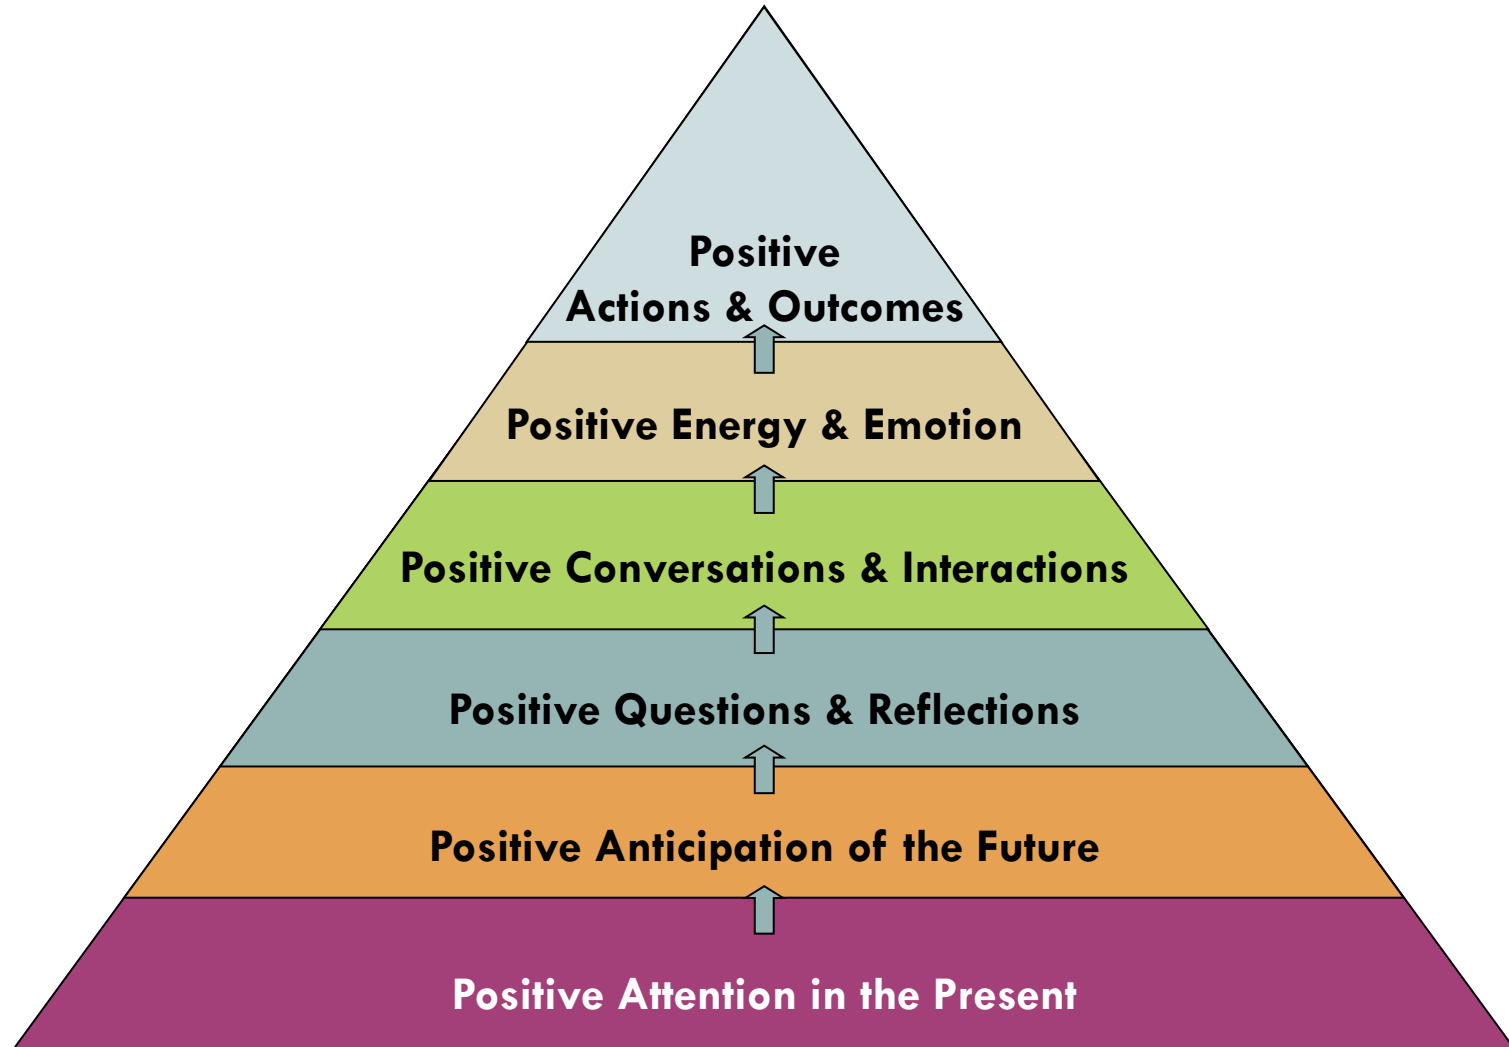 Positive
Actions & Outcomes
Positive Energy & Emotion
Positive Conversations & Interactions
Positive Questions & Reflections
Positive Anticipation of the Future
Positive Attention in the Present